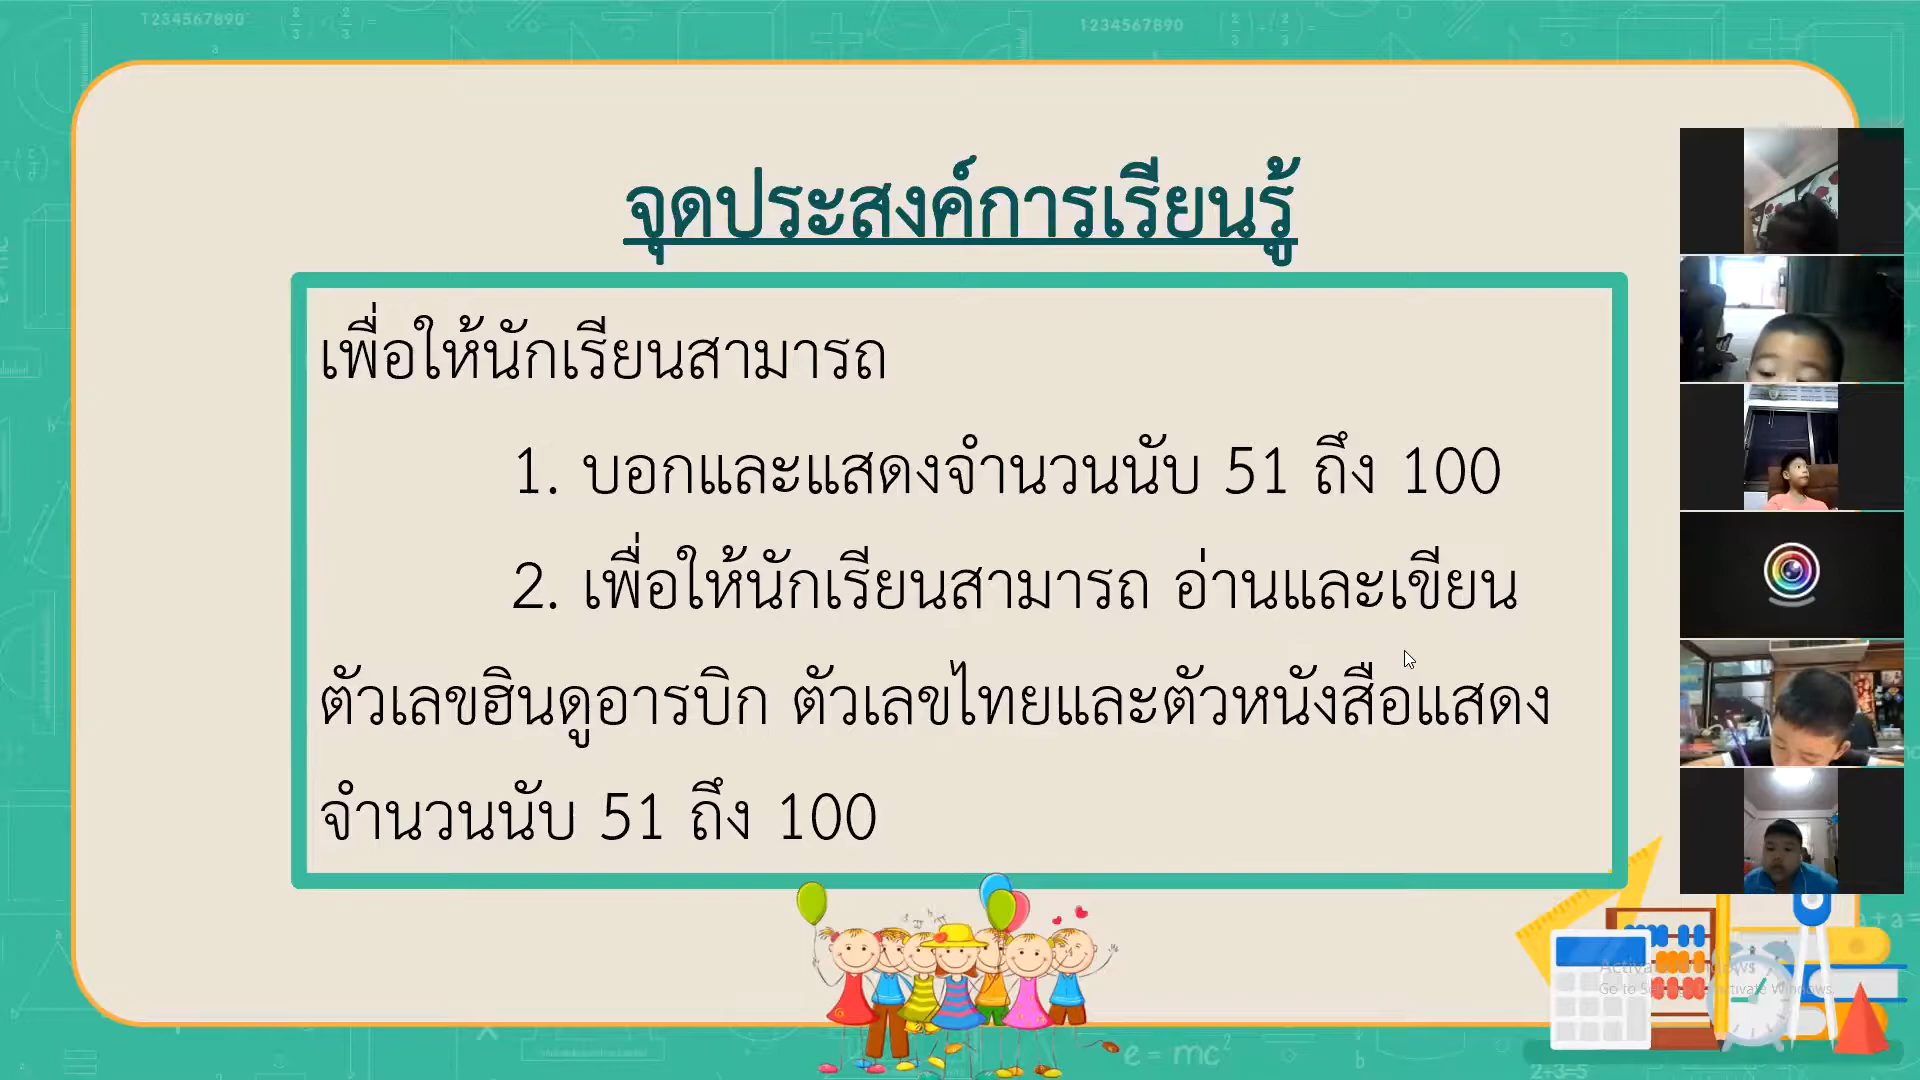 1234567890
1234567890
จุดประสงค์การเรียนรู้
เพื่อให้นักเรียนสามารถ
1. บอกและแสดงจำนวนนับ 51 ถึง 100
2. เพื่อให้นักเรียนสามารถ อ่านและเขียน
ตัวเลขฮินดูอารบิก ตัวเลขไทยและตัวหนังสือแสดง
จำนวนนับ 51 ถึง 100
e = mc²
2+3=5